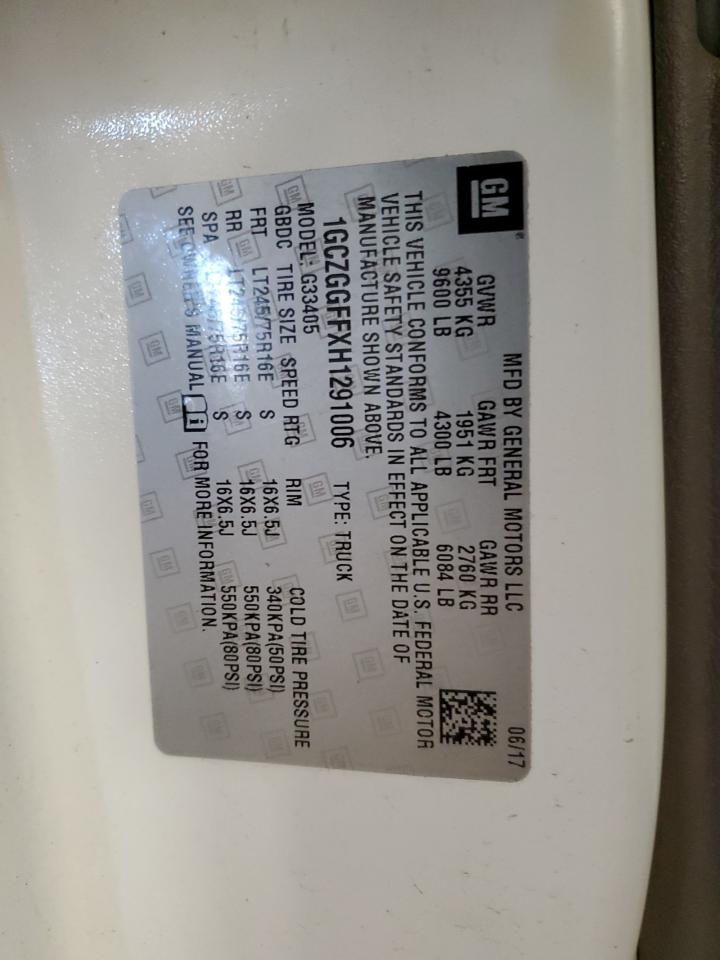 GM®
MFD BY GENERAL MOTORS LLC 06/17
GVWR GAWR FRT GAWR RR
4355 KG 1951 KG 2760 KG
9600 LB 4300 LB 6084 LB
THIS VEHICLE CONFORMS TO ALL APPLICABLE U.S. FEDERAL MOTOR
VEHICLE SAFETY STANDARDS IN EFFECT ON THE DATE OF
MANUFACTURE SHOWN ABOVE.
1GCZGGFFXH1291006 TYPE: TRUCK
MODEL: G33405
GBDC TIRE SIZE SPEED RTG RIM COLD TIRE PRESSURE
FRT LT245/75R16E S 16X6.5J 340KPA(50PSI)
RR LT245/75R16E S 16X6.5J 550KPA(80PSI)
SPA LT245/75R16E S 16X6.5J 550KPA(80PSI)
SEE OWNER'S MANUAL i FOR MORE INFORMATION.